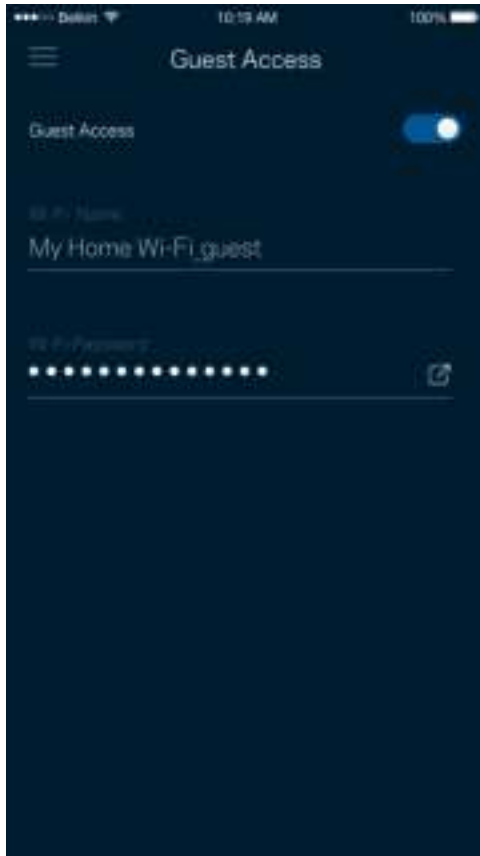 Belkin 10:19 AM 100%
Guest Access
Guest Access
Wi-Fi Name
My Home Wi-Fi_guest
Wi-Fi Password